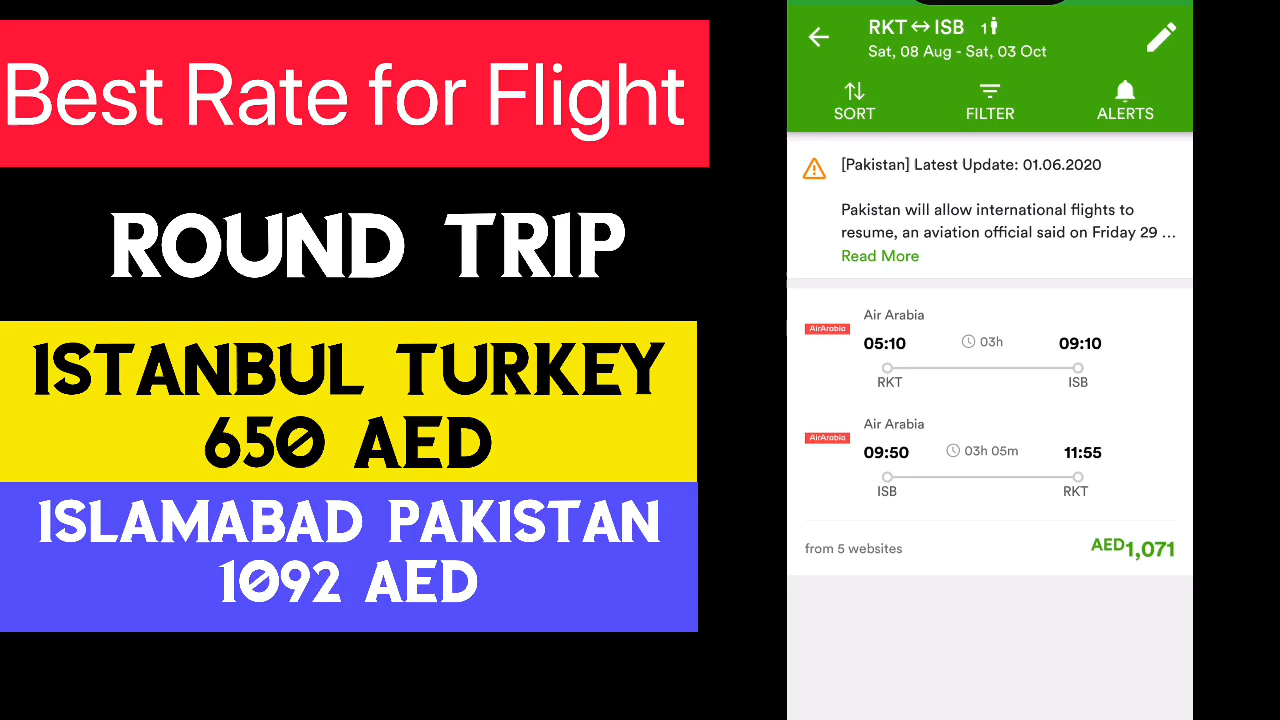 Best Rate for Flight
ROUND TRIP
ISTANBUL TURKEY
650 AED
ISLAMABAD PAKISTAN
1092 AED
RKT ↔ ISB 1
Sat, 08 Aug - Sat, 03 Oct
SORT FILTER ALERTS
[Pakistan] Latest Update: 01.06.2020
Pakistan will allow international flights to
resume, an aviation official said on Friday 29 ...
Read More
Air Arabia
AirArabia
05:10 03h 09:10
RKT ISB
Air Arabia
AirArabia
09:50 03h 05m 11:55
ISB RKT
from 5 websites AED1,071